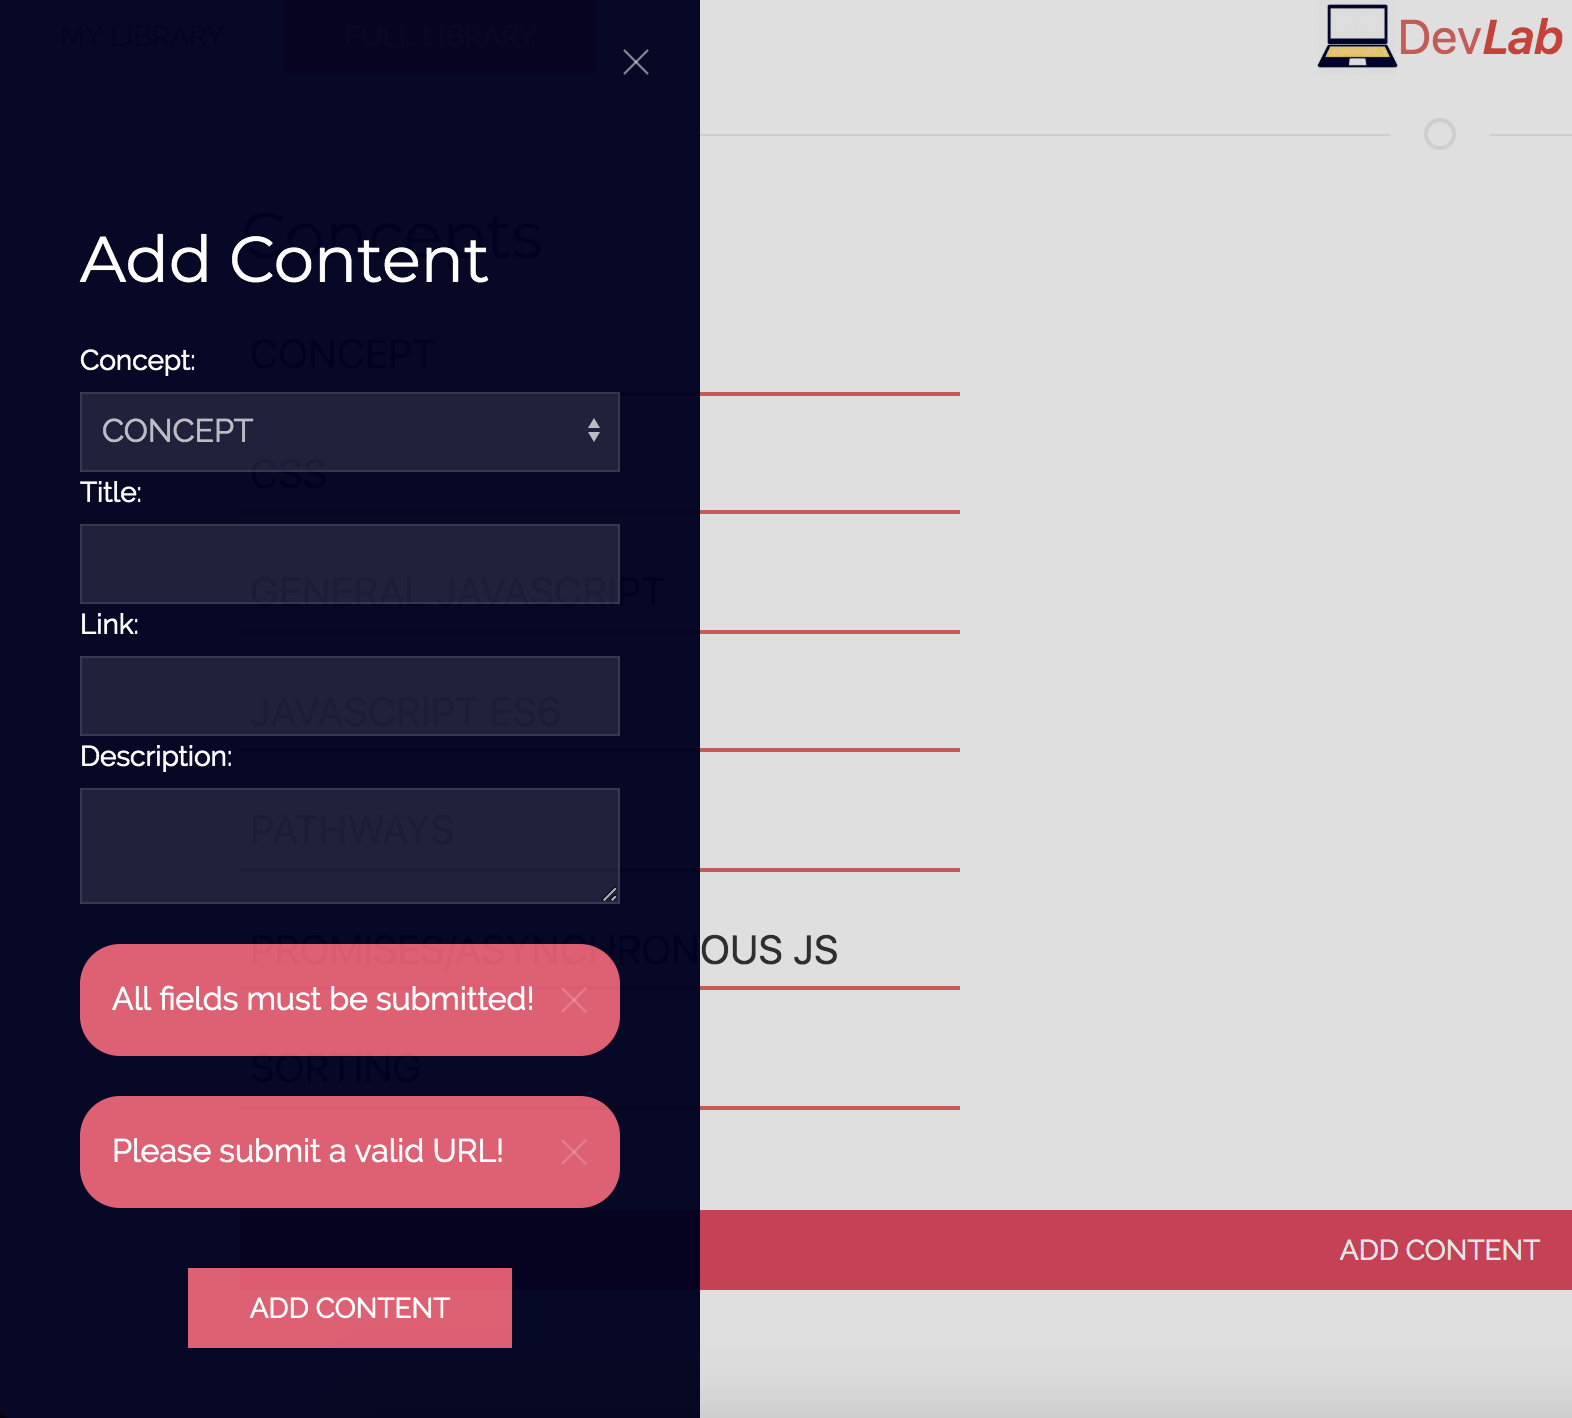 MY LIBRARY FULL LIBRARY
DevLab
Concepts
Add Content
CONCEPT
Concept:
CONCEPT
CSS
Title:
GENERAL JAVASCRIPT
Link:
JAVASCRIPT ES6
Description:
PATHWAYS
PROMISES/ASYNCHRONOUS JS
All fields must be submitted!
SORTING
Please submit a valid URL!
ADD CONTENT
ADD CONTENT